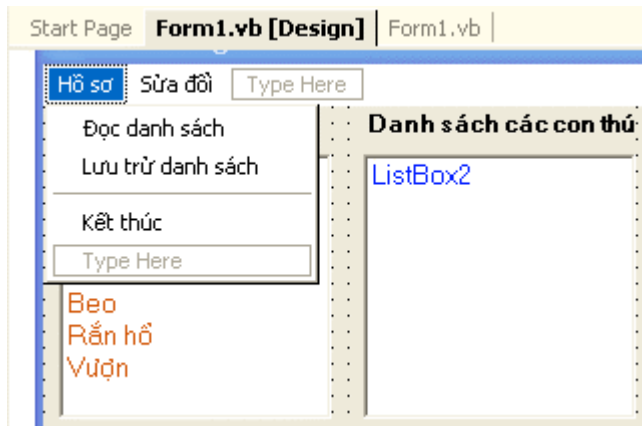 Start Page Form1.vb [Design] Form1.vb
Hồ sơ Sửa đổi Type Here
Đọc danh sách
Lưu trử danh sách
Kết thúc
Type Here
Beo
Rắn hổ
Vượn
Danh sách các con thú
ListBox2